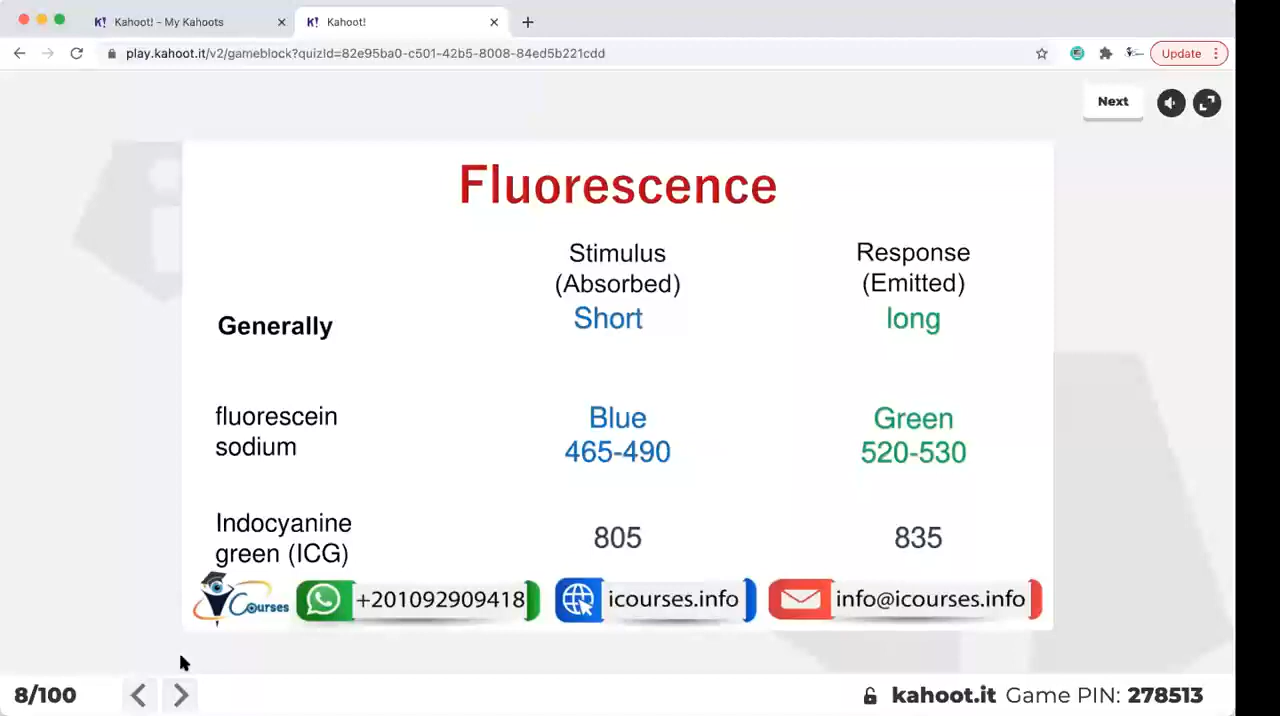 K! Kahoot! - My Kahoots
K! Kahoot!
play.kahoot.it/v2/gameblock?quizId=82e95ba0-c501-42b5-8008-84ed5b221cdd
Update
Next
Fluorescence
Stimulus
(Absorbed)
Response
(Emitted)
Generally
Short
long
fluorescein
sodium
Blue
465-490
Green
520-530
Indocyanine
green (ICG)
805
835
Courses
+201092909418
icourses.info
info@icourses.info
8/100
kahoot.it Game PIN: 278513